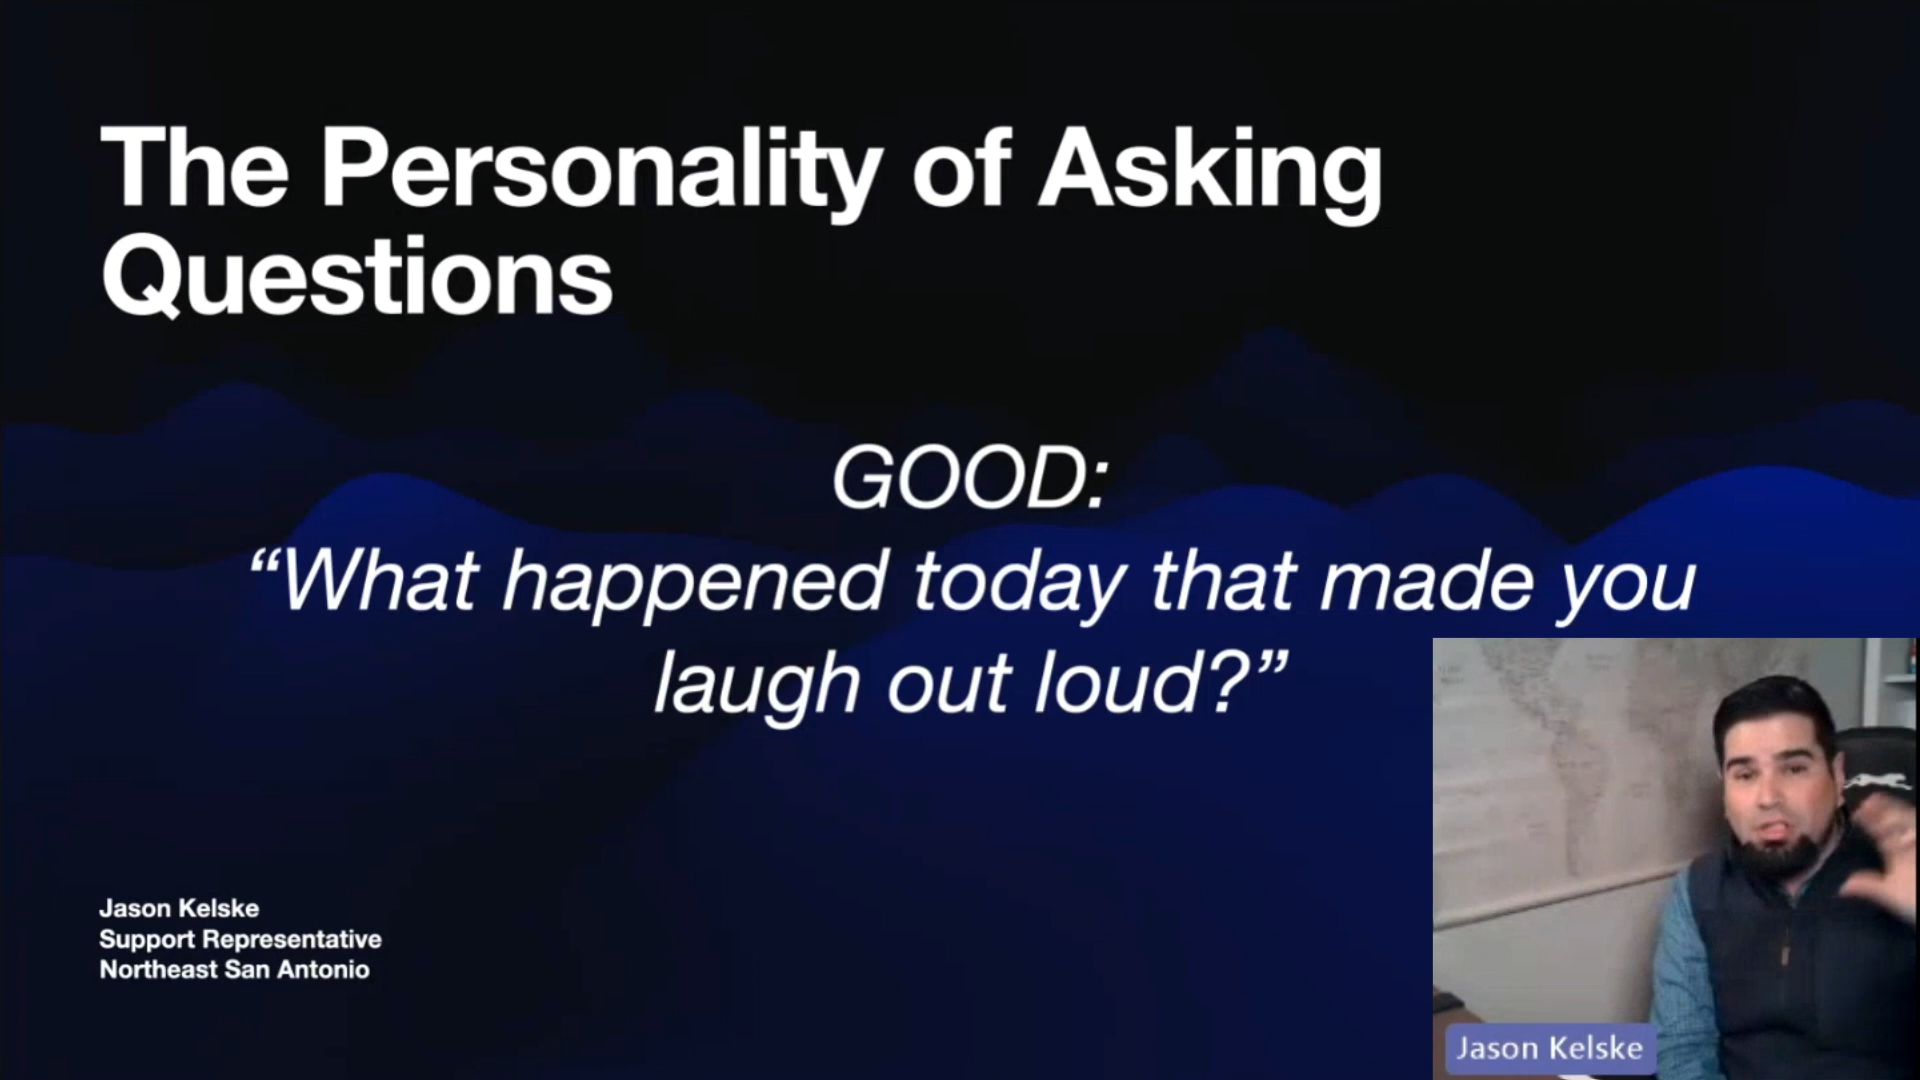 The Personality of Asking
Questions
GOOD:
“What happened today that made you
laugh out loud?”
Jason Kelske
Support Representative
Northeast San Antonio
Jason Kelske